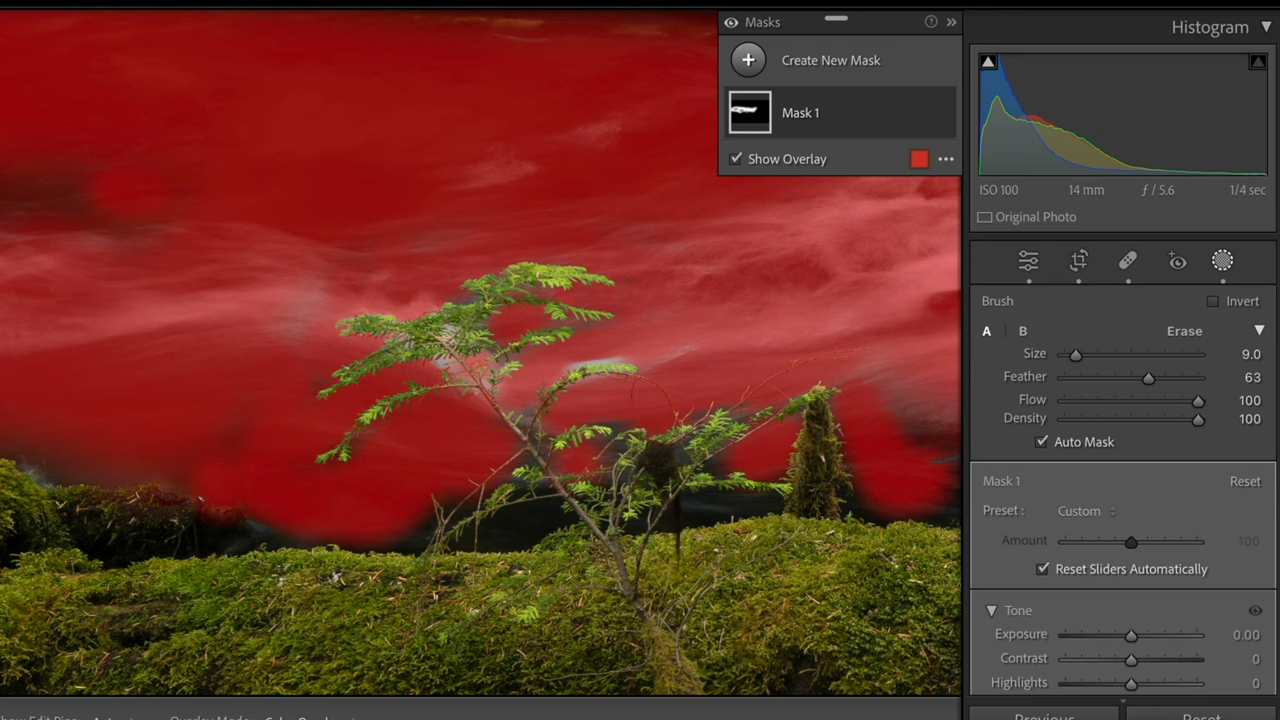 Masks
Create New Mask
Mask 1
Show Overlay
Histogram
ISO 100 14 mm ƒ / 5.6 1/4 sec
Original Photo
Brush Invert
A B Erase
Size 9.0
Feather 63
Flow 100
Density 100
Auto Mask
Mask 1 Reset
Preset : Custom
Amount 100
Reset Sliders Automatically
Tone
Exposure 0.00
Contrast 0
Highlights 0
Previous Reset